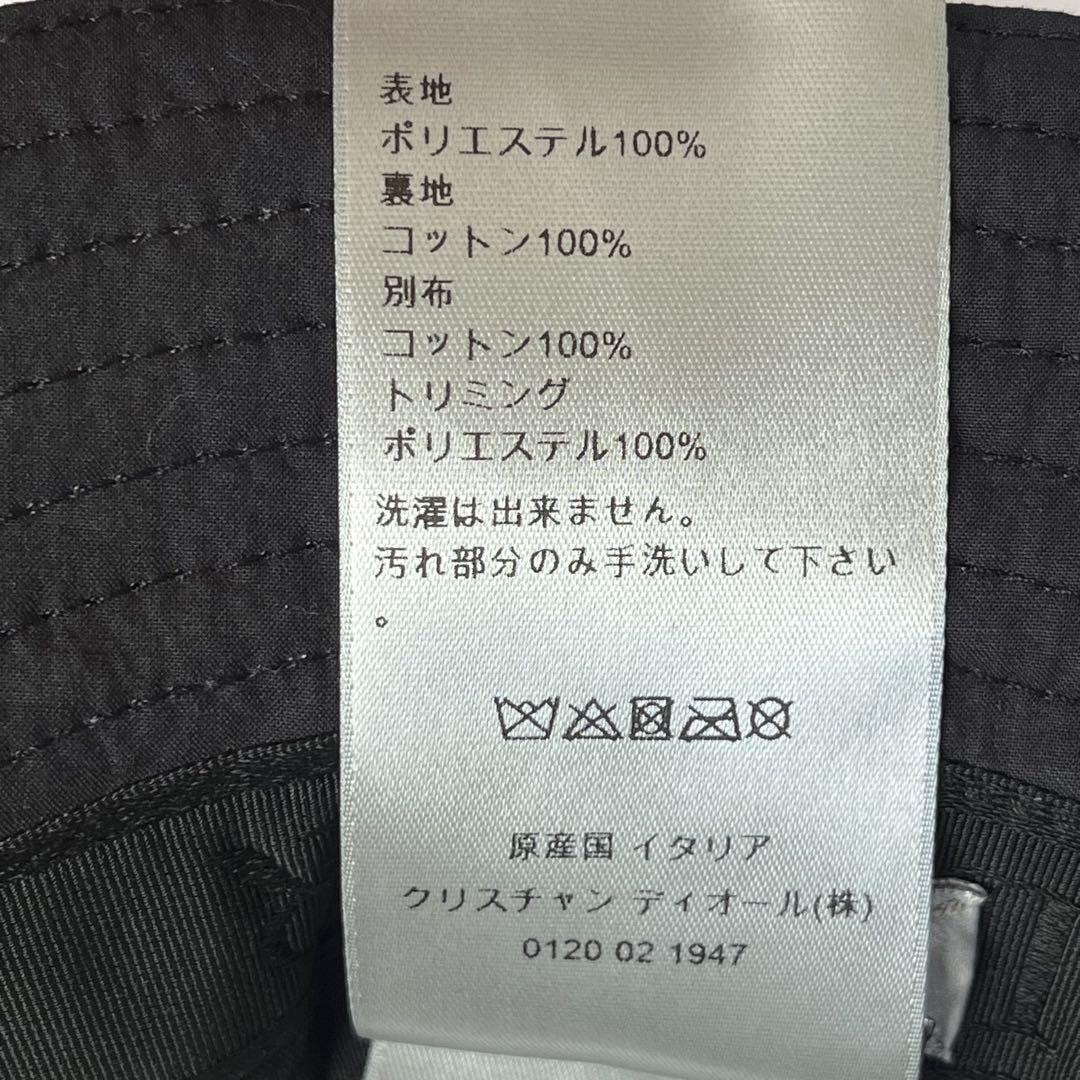 表地
ポリエステル100%
裏地
コットン100%
別布
コットン100%
トリミング
ポリエステル100%
洗濯は出来ません。
汚れ部分のみ手洗いして下さい
。
原産国 イタリア
クリスチャン ディオール(株)
0120 02 1947